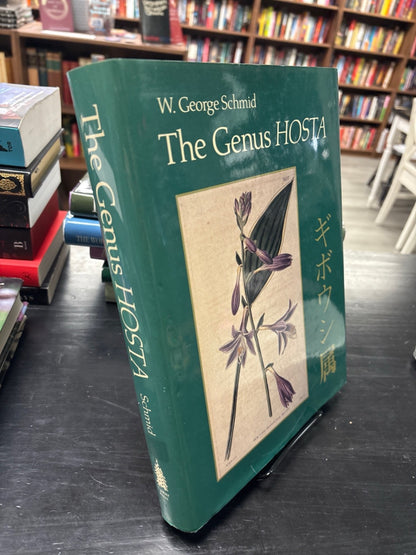 W. George Schmid
The Genus HOSTA
ギボウシ属
The Genus HOSTA
Schmid